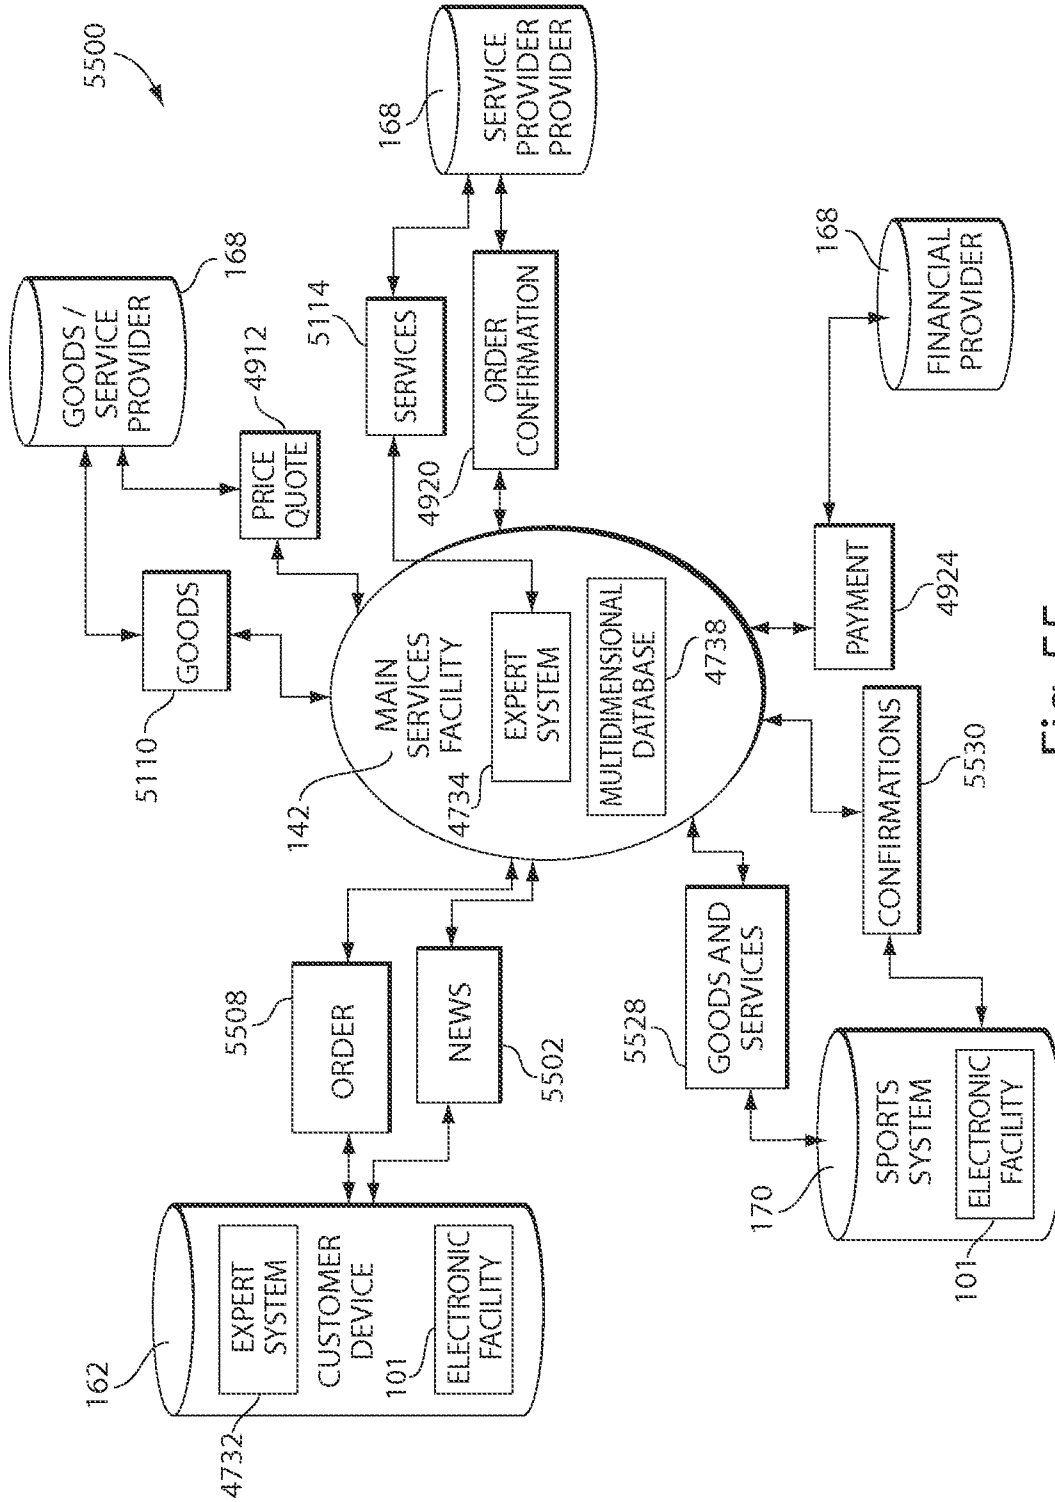 5500
162
EXPERT
SYSTEM
4732
CUSTOMER
DEVICE
101
ELECTRONIC
FACILITY
5508
ORDER
NEWS
5502
5110
GOODS
GOODS /
SERVICE
PROVIDER
168
PRICE
QUOTE
4912
142
MAIN
SERVICES
FACILITY
4734
EXPERT
SYSTEM
MULTIDIMENSIONAL
DATABASE
4738
5114
SERVICES
4920
ORDER
CONFIRMATION
168
SERVICE
PROVIDER
PROVIDER
5528
GOODS AND
SERVICES
170
SPORTS
SYSTEM
ELECTRONIC
FACILITY
101
CONFIRMATIONS
5530
PAYMENT
4924
168
FINANCIAL
PROVIDER